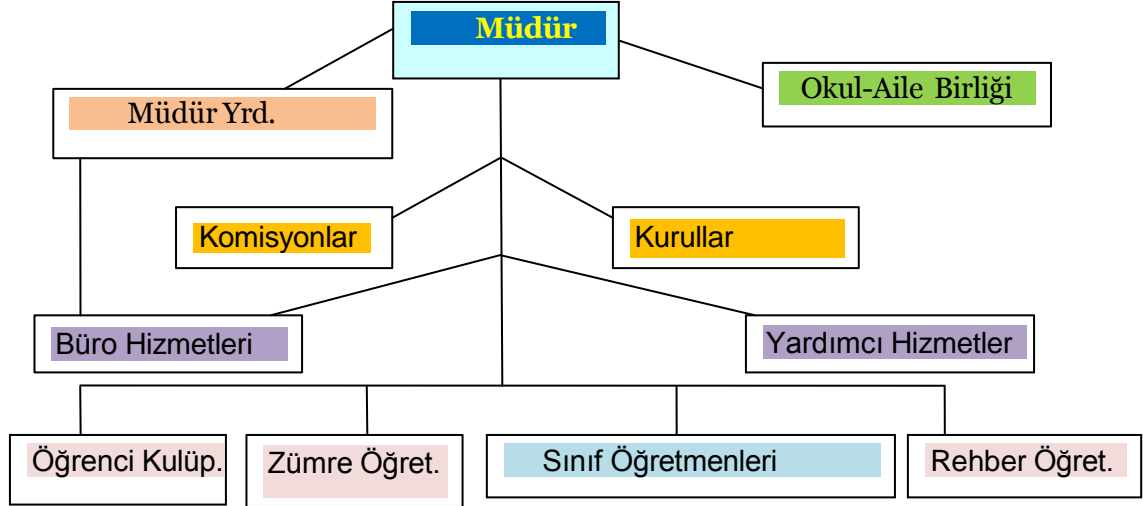 Müdür
Okul-Aile Birliği
Müdür Yrd.
Komisyonlar
Kurullar
Büro Hizmetleri
Yardımcı Hizmetler
Öğrenci Kulüp.
Zümre Öğret.
Sınıf Öğretmenleri
Rehber Öğret.